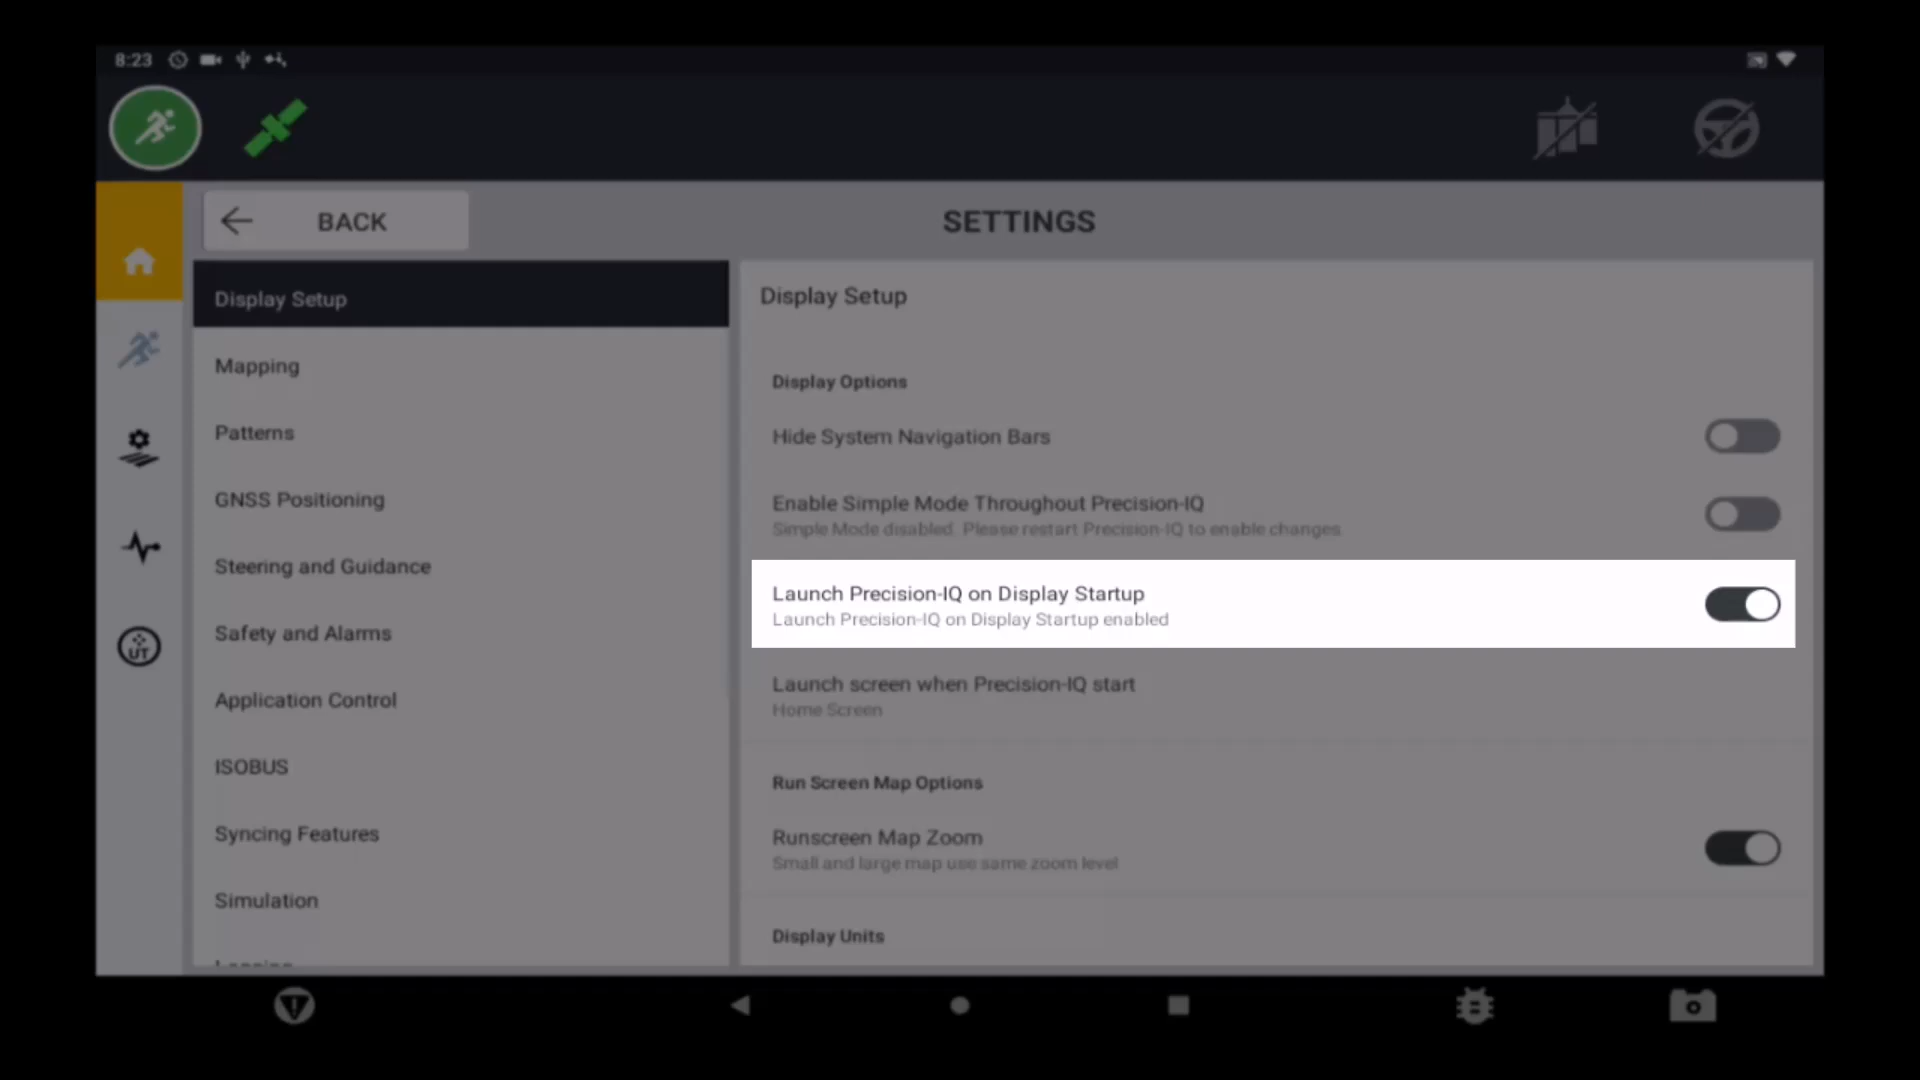 8:23
BACK
SETTINGS
Display Setup
Mapping
Patterns
GNSS Positioning
Steering and Guidance
Safety and Alarms
Application Control
ISOBUS
Syncing Features
Simulation
Display Setup
Display Options
Hide System Navigation Bars
Enable Simple Mode Throughout Precision-IQ
Simple Mode disabled. Please restart Precision-IQ to enable changes
Launch Precision-IQ on Display Startup
Launch Precision-IQ on Display Startup enabled
Launch screen when Precision-IQ start
Home Screen
Run Screen Map Options
Runscreen Map Zoom
Small and large map use same zoom level
Display Units
UT